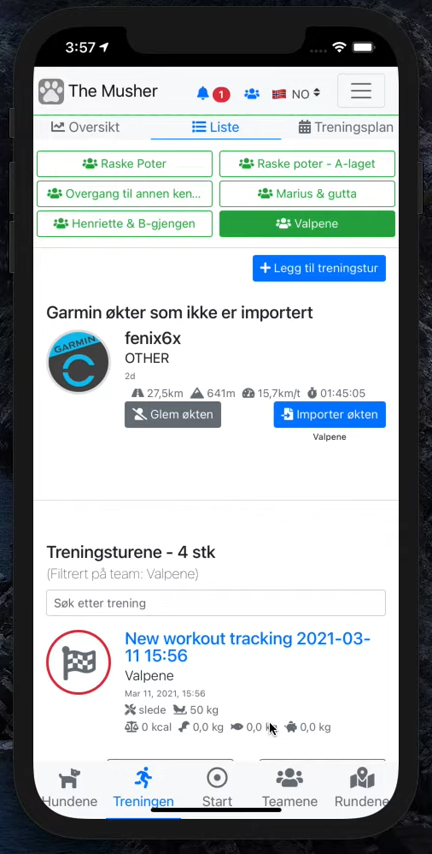 3:57
The Musher
1
NO
Oversikt
Liste
Treningsplan
Raske Poter
Raske poter - A-laget
Overgang til annen ken...
Marius & gutta
Henriette & B-gjengen
Valpene
Legg til treningstur
Garmin økter som ikke er importert
GARMIN
fenix6x
OTHER
2d
27,5km 641m 15,7km/t 01:45:05
Glem økten
Importer økten
Valpene
Treningsturene - 4 stk
(Filtrert på team: Valpene)
Søk etter trening
New workout tracking 2021-03-
11 15:56
Valpene
Mar 11, 2021, 15:56
slede 50 kg
0 kcal 0,0 kg 0,0 kg 0,0 kg
Hundene
Treningen
Start
Teamene
Rundene